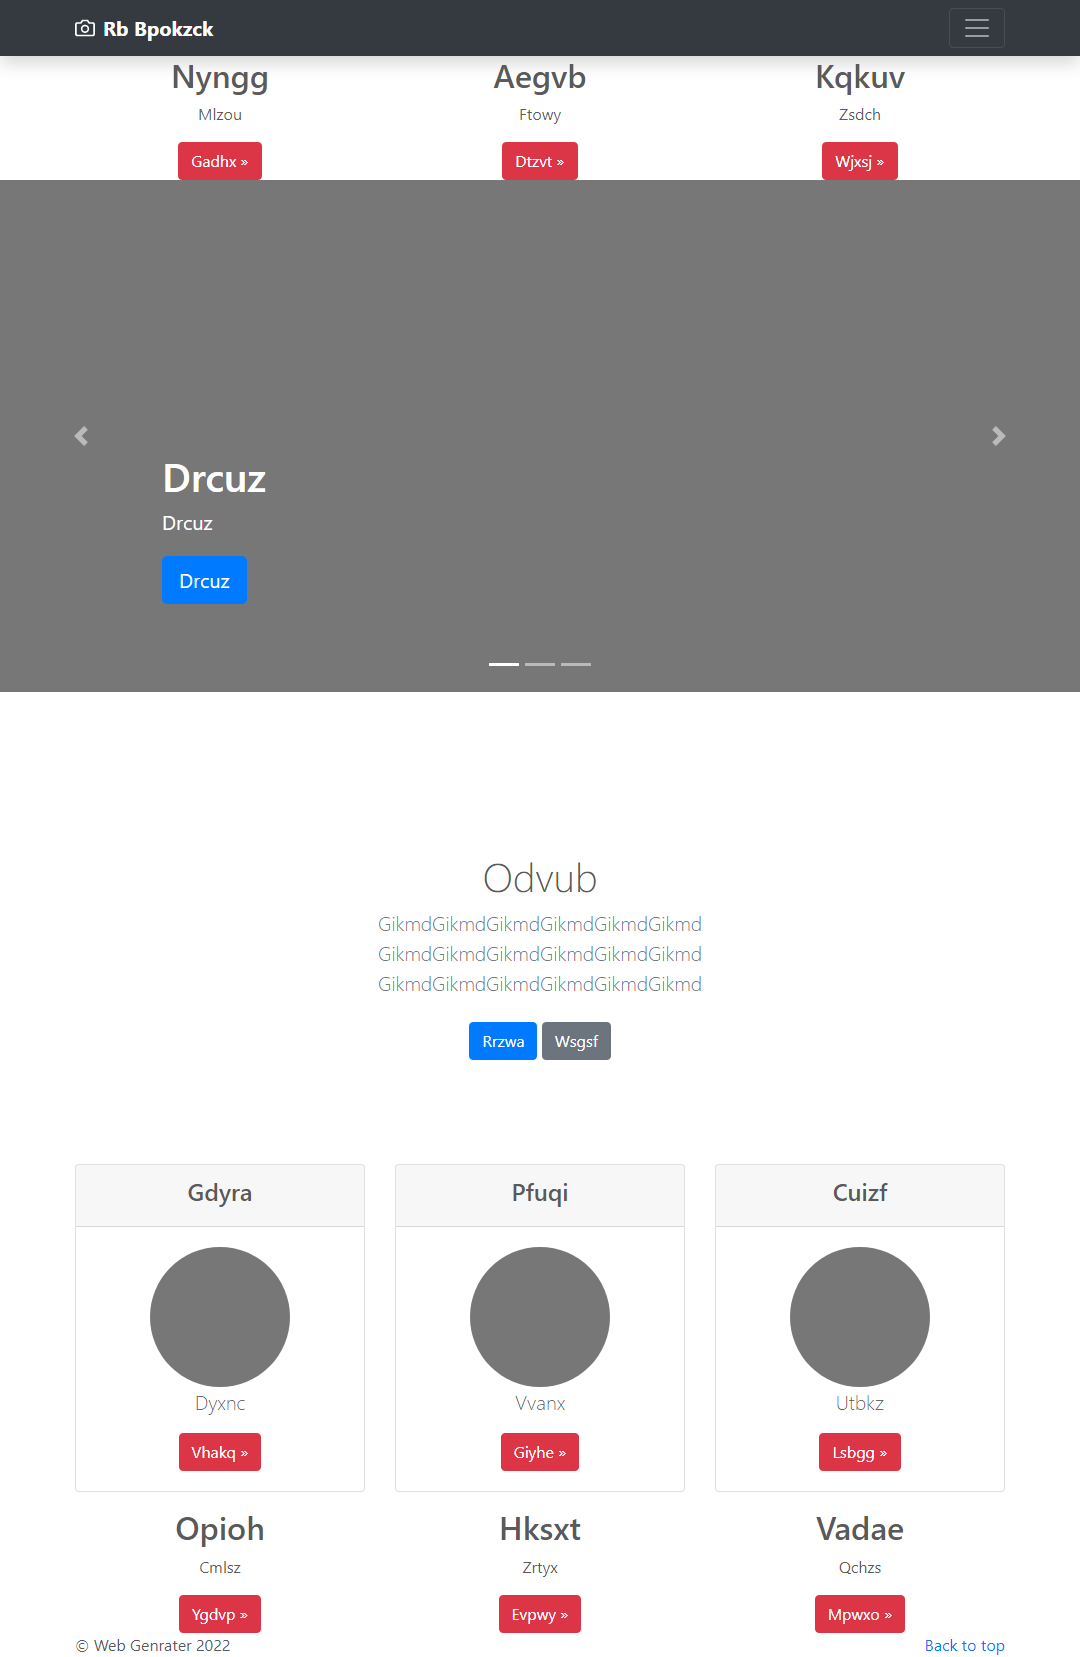 Rb Bpokzck
Nyngg Aegvb Kqkuv
Mlzou Ftowy Zsdch
Gadhx » Dtzvt » Wjxsj »
Drcuz
Drcuz
Drcuz
Odvub
GikmdGikmdGikmdGikmdGikmdGikmd
GikmdGikmdGikmdGikmdGikmdGikmd
GikmdGikmdGikmdGikmdGikmdGikmd
Rrzwa Wsgsf
Gdyra Pfuqi Cuizf
Dyxnc Vvanx Utbkz
Vhakq » Giyhe » Lsbgg »
Opioh Hksxt Vadae
Cmlsz Zrtyx Qchzs
Ygdvp » Evpwy » Mpwxo »
© Web Genrater 2022 Back to top